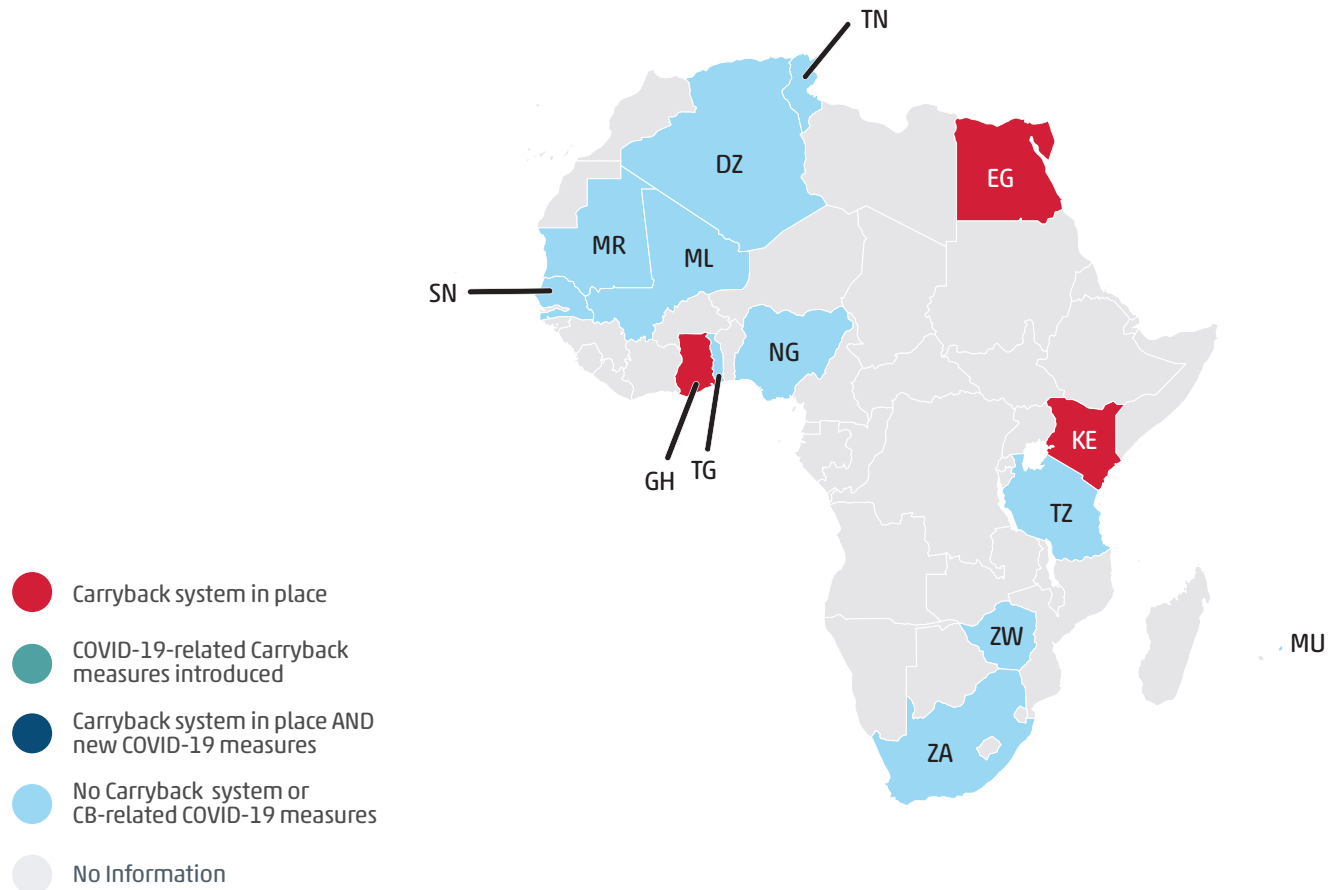 TN
DZ
EG
MR
ML
SN
NG
GH
TG
KE
TZ
ZW
MU
ZA
Carryback system in place
COVID-19-related Carryback
measures introduced
Carryback system in place AND
new COVID-19 measures
No Carryback system or
CB-related COVID-19 measures
No Information